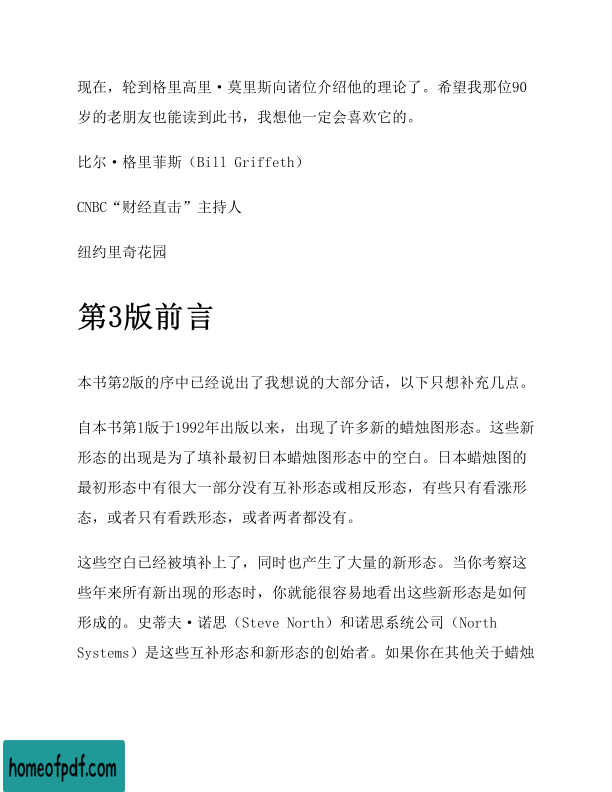 现在，轮到格里高里·莫里斯向诸位介绍他的理论了。希望我那位90
岁的老朋友也能读到此书，我想他一定会喜欢它的。
比尔·格里菲斯（Bill Griffeth）
CNBC“财经直击”主持人
纽约里奇花园
第3版前言
本书第2版的序中已经说出了我想说的大部分话，以下只想补充几点。
自本书第1版于1992年出版以来，出现了许多新的蜡烛图形态。这些新
形态的出现是为了填补最初日本蜡烛图形态中的空白。日本蜡烛图的
最初形态中有很大一部分没有互补形态或相反形态，有些只有看涨形
态，或者只有看跌形态，或者两者都没有。
这些空白已经被填补上了，同时也产生了大量的新形态。当你考察这
些年来所有新出现的形态时，你就能很容易地看出这些新形态是如何
形成的。史蒂夫·诺思（Steve North）和诺思系统公司（North
Systems）是这些互补形态和新形态的创始者。如果你在其他关于蜡烛
homeofpdf.com